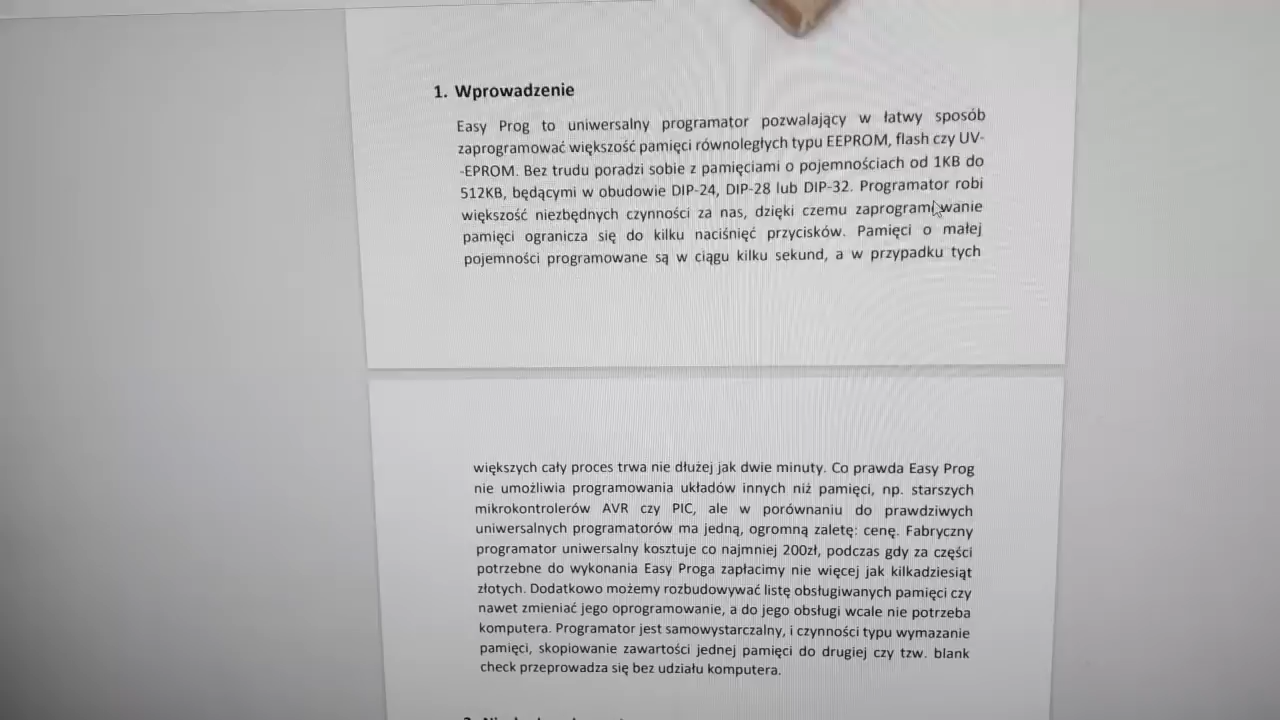 1. Wprowadzenie
Easy Prog to uniwersalny programator pozwalający w łatwy sposób
zaprogramować większość pamięci równoległych typu EEPROM, flash czy UV-
-EPROM. Bez trudu poradzi sobie z pamięciami o pojemnościach od 1KB do
512KB, będącymi w obudowie DIP-24, DIP-28 lub DIP-32. Programator robi
większość niezbędnych czynności za nas, dzięki czemu zaprogramowanie
pamięci ogranicza się do kilku naciśnięć przycisków. Pamięci o małej
pojemności programowane są w ciągu kilku sekund, a w przypadku tych
większych cały proces trwa nie dłużej jak dwie minuty. Co prawda Easy Prog
nie umożliwia programowania układów innych niż pamięci, np. starszych
mikrokontrolerów AVR czy PIC, ale w porównaniu do prawdziwych
uniwersalnych programatorów ma jedną, ogromną zaletę: cenę. Fabryczny
programator uniwersalny kosztuje co najmniej 200zł, podczas gdy za części
potrzebne do wykonania Easy Proga zapłacimy nie więcej jak kilkadziesiąt
złotych. Dodatkowo możemy rozbudowywać listę obsługiwanych pamięci czy
nawet zmieniać jego oprogramowanie, a do jego obsługi wcale nie potrzeba
komputera. Programator jest samowystarczalny, i czynności typu wymazanie
pamięci, skopiowanie zawartości jednej pamięci do drugiej czy tzw. blank
check przeprowadza się bez udziału komputera.